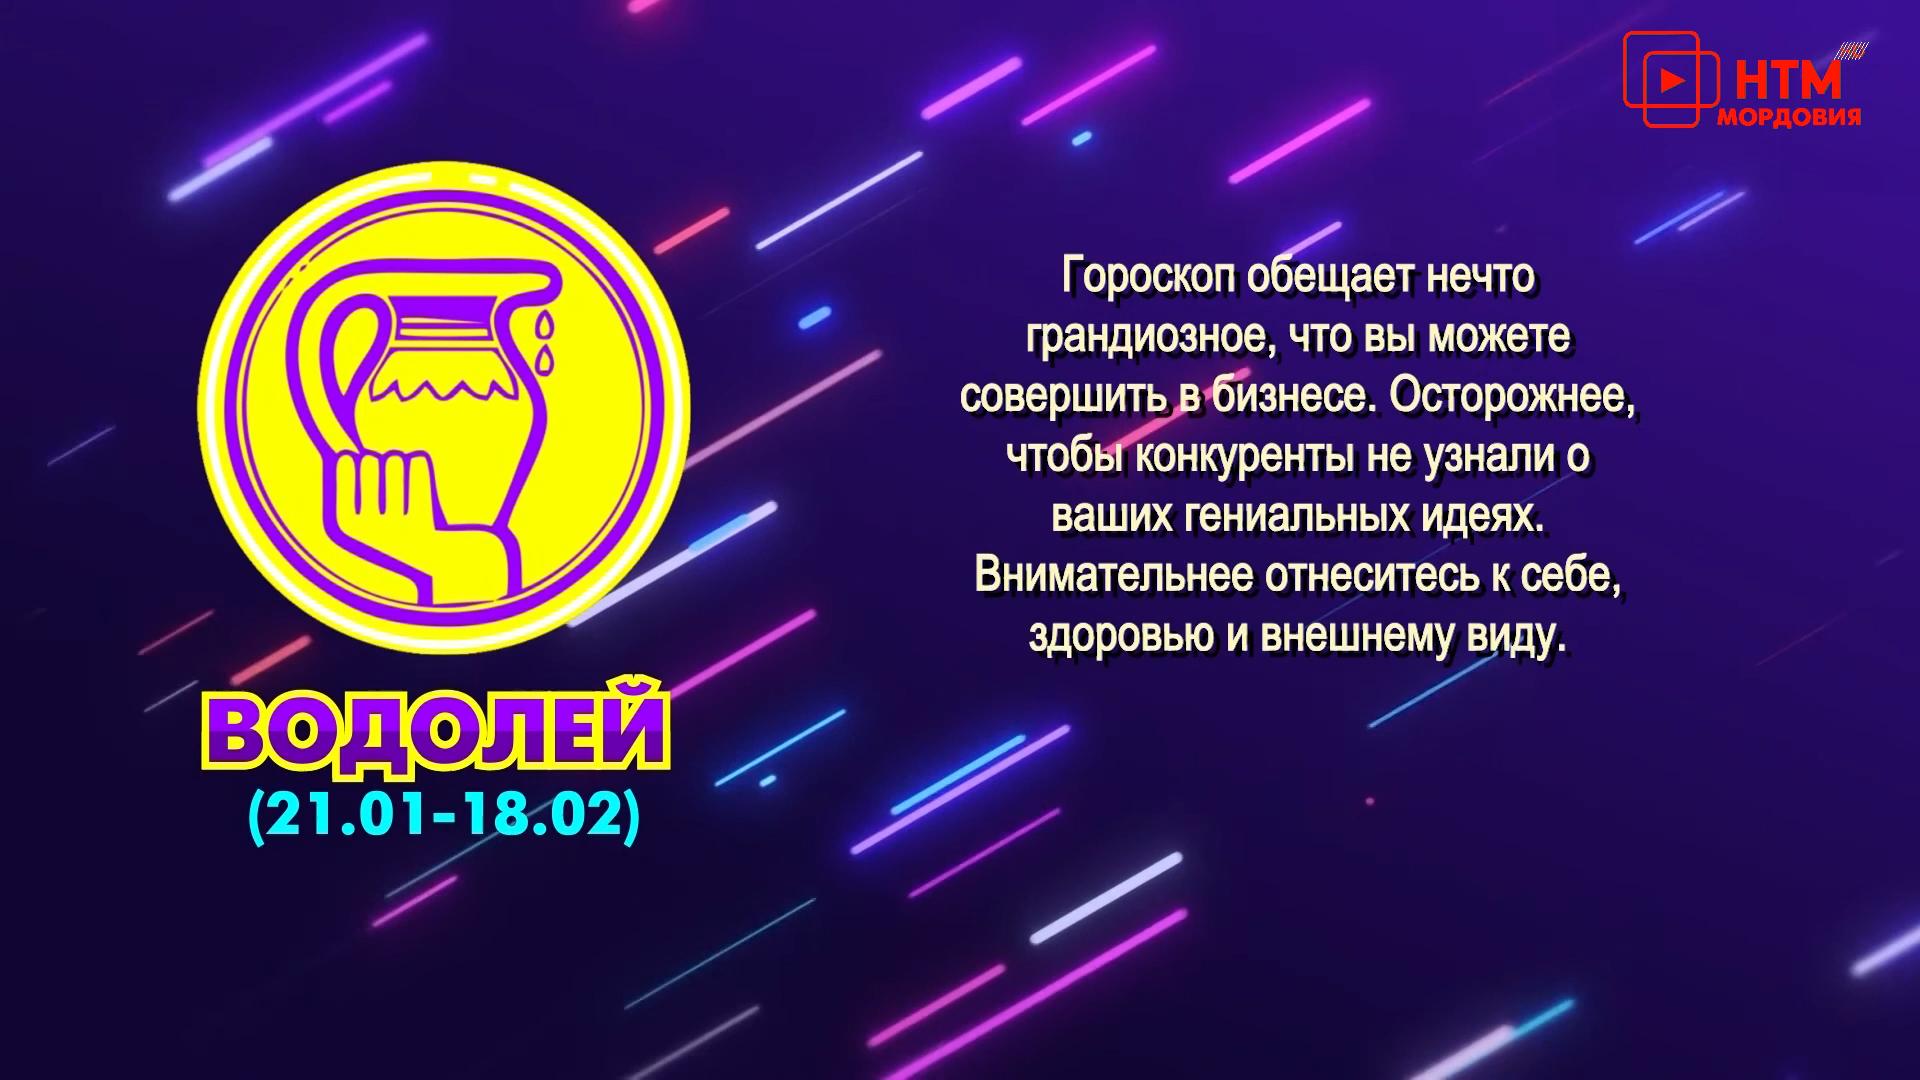 НТМ
МОРДОВИЯ
Гороскоп обещает нечто
грандиозное, что вы можете
совершить в бизнесе. Осторожнее,
чтобы конкуренты не узнали о
ваших гениальных идеях.
Внимательнее отнеситесь к себе,
здоровью и внешнему виду.
ВОДОЛЕЙ
(21.01-18.02)